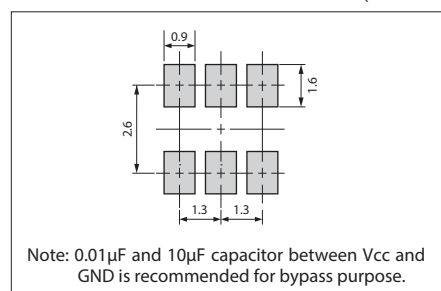 0.9
1.6
2.6
1.3 1.3
Note: 0.01µF and 10µF capacitor between Vcc and
GND is recommended for bypass purpose.